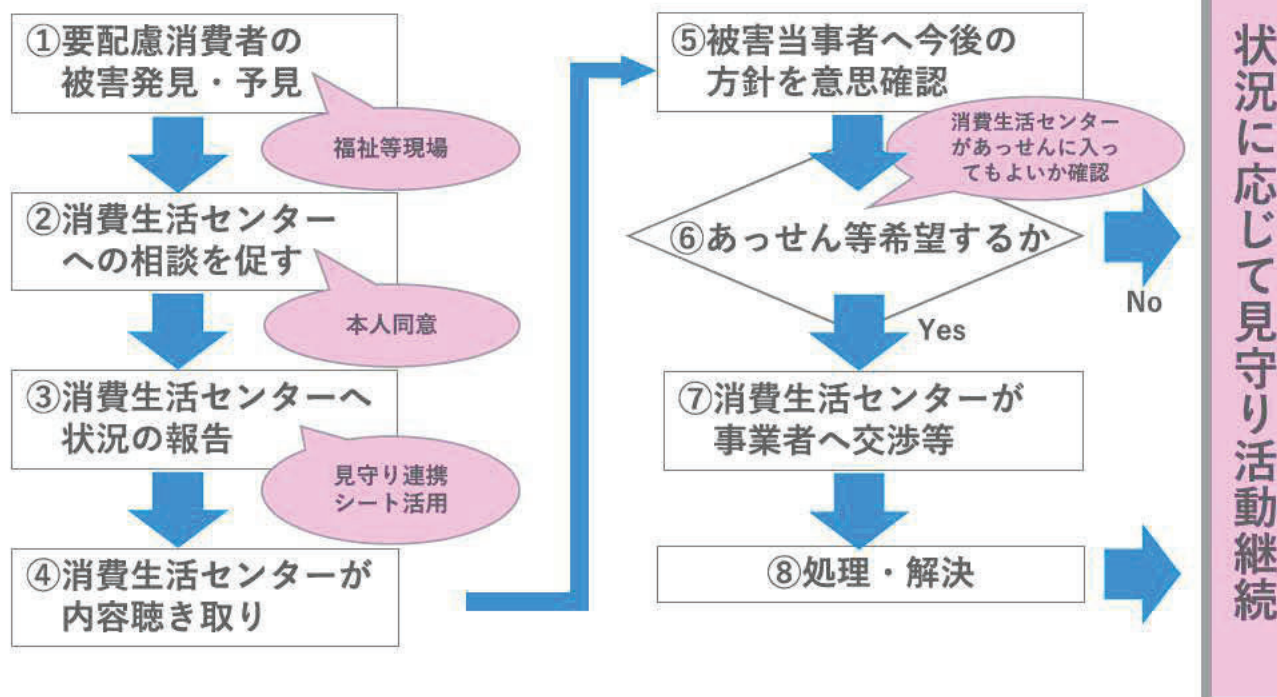 ①要配慮消費者の
被害発見・予見
福祉等現場
②消費生活センター
への相談を促す
本人同意
③消費生活センターへ
状況の報告
見守り連携
シート活用
④消費生活センターが
内容聴き取り
⑤被害当事者へ今後の
方針を意思確認
消費生活センター
があっせんに入っ
てもよいか確認
⑥あっせん等希望するか
No
Yes
⑦消費生活センターが
事業者へ交渉等
⑧処理・解決
状況に応じて見守り活動継続